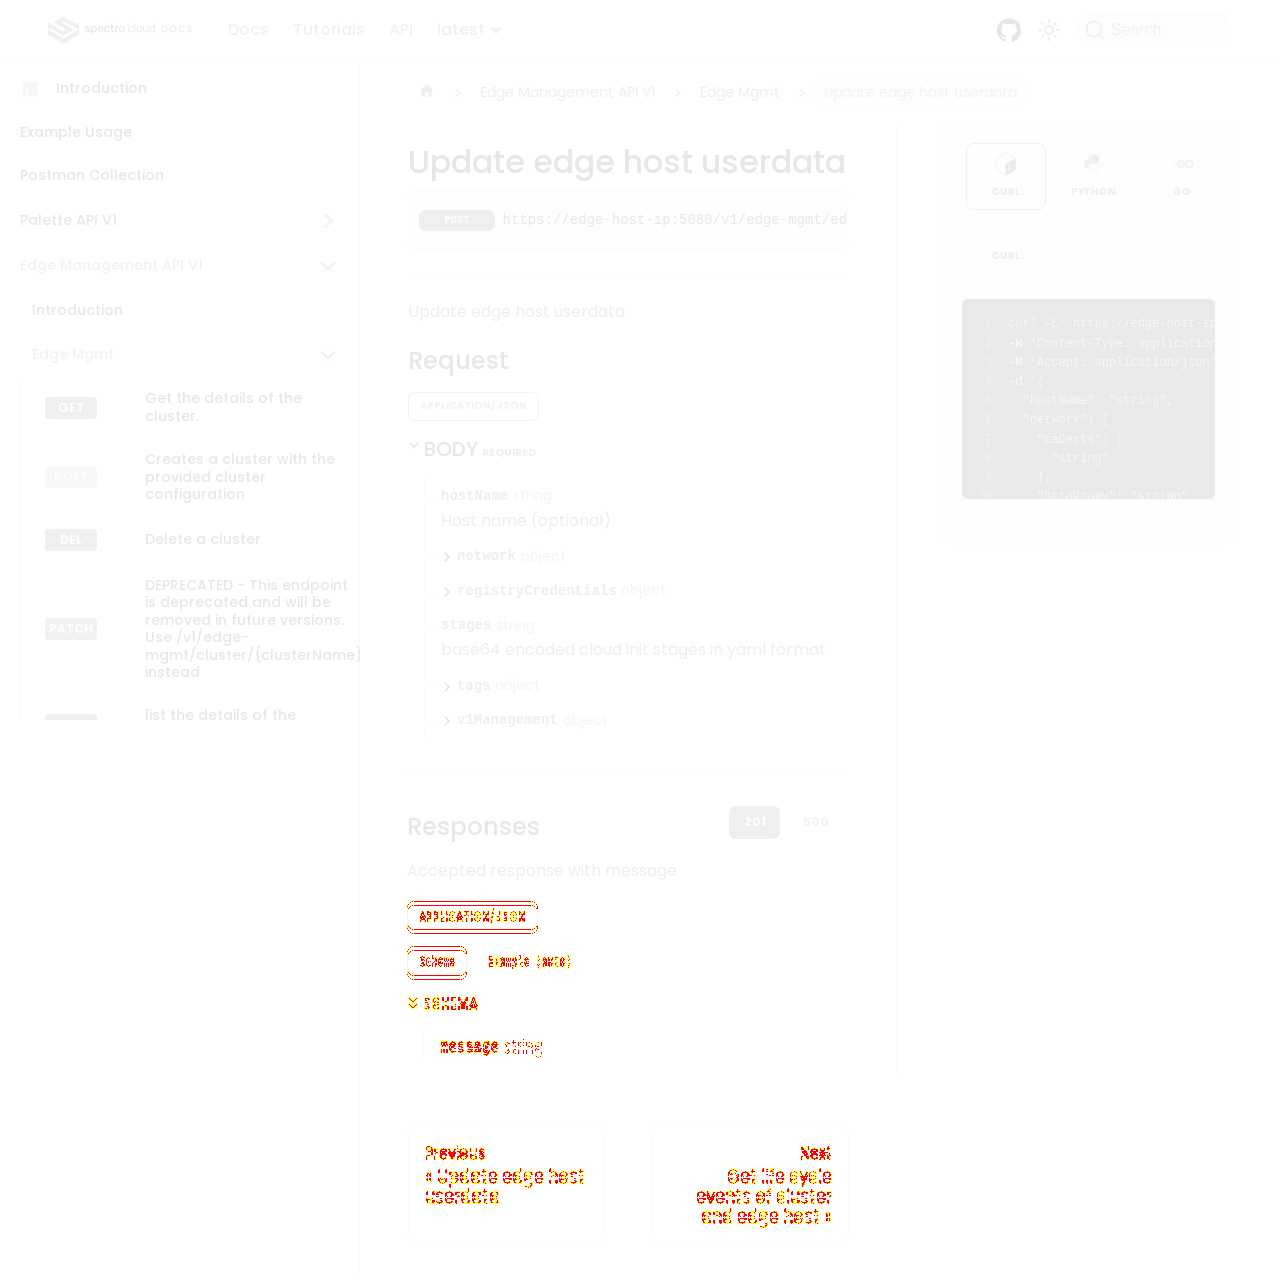 spectro cloud DOCS
Docs
Tutorials
API
latest
Search
Introduction
Example Usage
Postman Collection
Palette API V1
Edge Management API V1
Introduction
Edge Mgmt
GET
Get the details of the
cluster.
POST
Creates a cluster with the
provided cluster
configuration
DEL
Delete a cluster
PATCH
DEPRECATED - This endpoint
is deprecated and will be
removed in future versions.
Use /v1/edge-
mgmt/cluster/{clusterName}
instead
list the details of the
Edge Management API V1
Edge Mgmt
Update edge host userdata
Update edge host userdata
POST
https://edge-host-ip:5080/v1/edge-mgmt/ed
Update edge host userdata
Request
APPLICATION/JSON
BODY REQUIRED
hostName string
Host name (optional)
network object
registryCredentials object
stages string
base64 encoded cloud init stages in yaml format
tags object
v1Management object
Responses
201
500
Accepted response with message
APPLICATION/JSON
Schema
Example (auto)
SCHEMA
message string
Previous
« Update edge host
userdata
Next
Get life cycle
events of cluster
and edge host »
CURL
PYTHON
GO
CURL
1 curl -L 'https://edge-host-ip
2 -H 'Content-Type: application
3 -H 'Accept: application/json'
4 -d '{
5 "hostName": "string",
6 "network": {
7 "caCerts": [
8 "string"
9 ],
10 "httpProxy": "string",